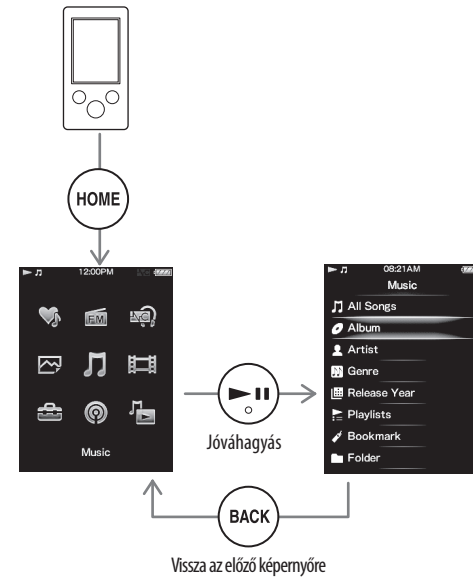 HOME
12:00PM
FM
NC
Music
Jóváhagyás
08:21AM
Music
All Songs
Album
Artist
Genre
Release Year
Playlists
Bookmark
Folder
BACK
Vissza az előző képernyőre